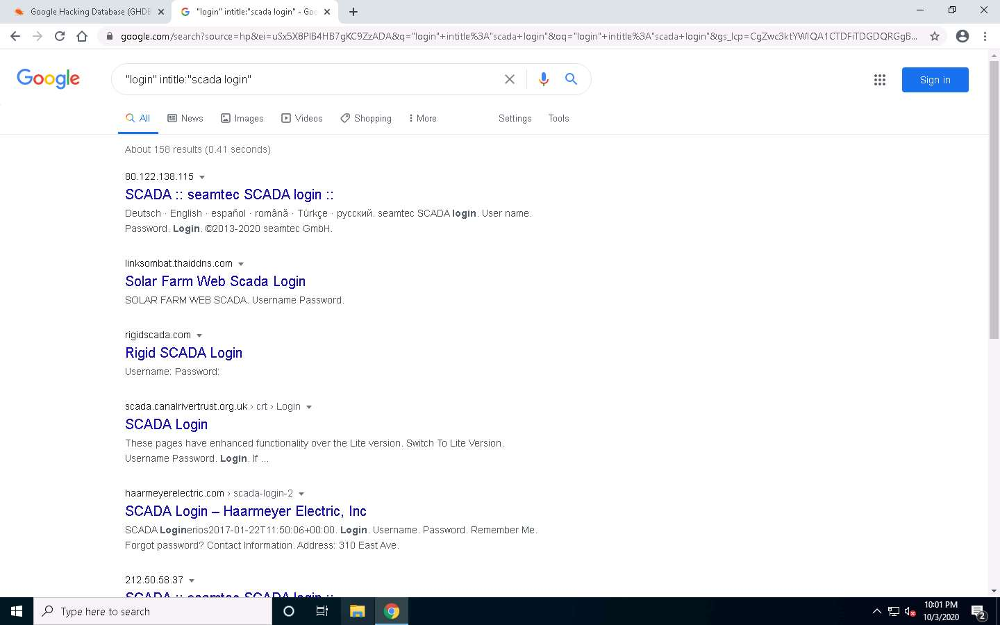 Google Hacking Database (GHDB
"login" intitle:"scada login" - Goo
google.com/search?source=hp&ei=uSx5X8PIB4HB7gKC9ZzADA&q="login"+intitle%3A"scada+login"&oq="login"+intitle%3A"scada+login"&gs_lcp=CgZwc3ktYWIQA1CTDFiTDGDQRGgB...
Google
"login" intitle:"scada login"
Sign in
All News Images Videos Shopping More Settings Tools
About 158 results (0.41 seconds)
80.122.138.115
SCADA :: seamtec SCADA login ::
Deutsch · English · español · română · Türkçe · русский. seamtec SCADA login. User name.
Password. Login. ©2013-2020 seamtec GmbH.
linksombat.thaiddns.com
Solar Farm Web Scada Login
SOLAR FARM WEB SCADA. Username Password.
rigidscada.com
Rigid SCADA Login
Username: Password:
scada.canalrivertrust.org.uk › crt › Login
SCADA Login
These pages have enhanced functionality over the Lite version. Switch To Lite Version.
Username Password. Login. If ...
haarmeyerelectric.com › scada-login-2
SCADA Login – Haarmeyer Electric, Inc
SCADA Loginerios2017-01-22T11:50:06+00:00. Login. Username. Password. Remember Me.
Forgot password? Contact Information. Address: 310 East Ave.
212.50.58.37
SCADA :: seamtec SCADA login ::
Type here to search
10:01 PM
10/3/2020
2